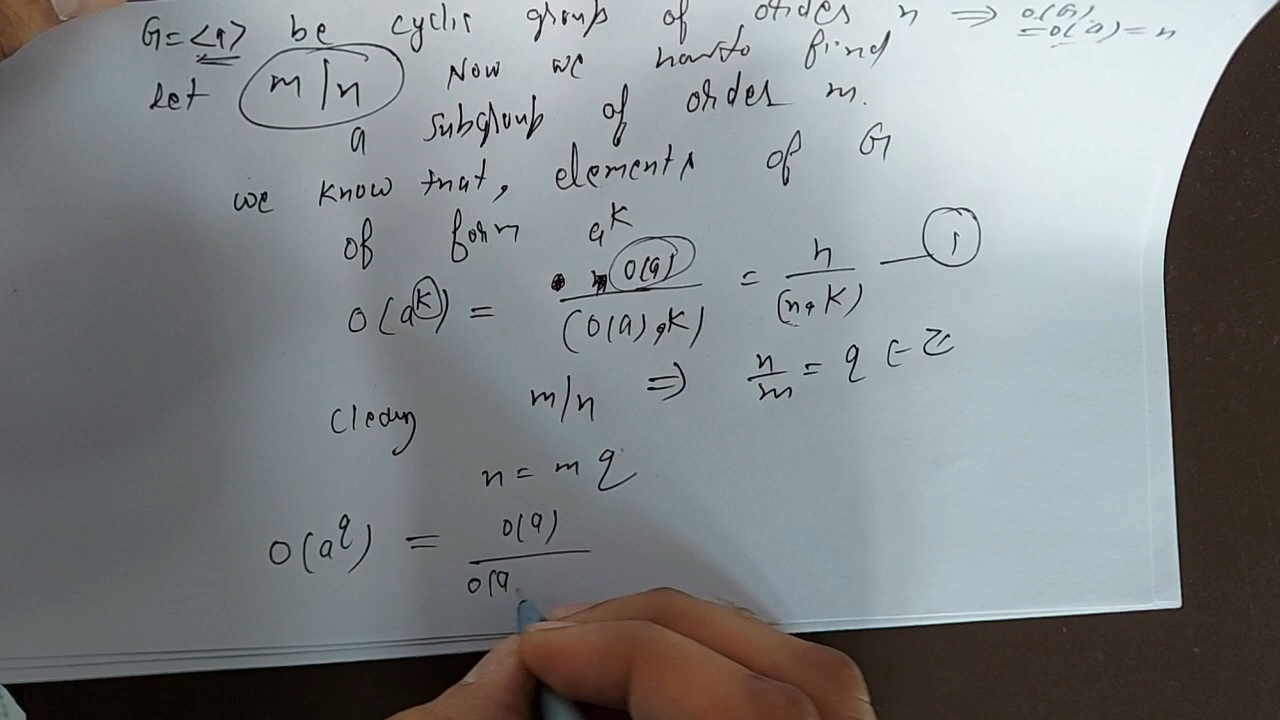 G=<a> be cyclic group of order n ⇒ o(G) = o(a) = n
Let m/n Now we have to find
a subgroup of order m.
we know that, elements of G
of form a^k
o(a^k) = o(a) / (o(a), k) = n / (n, k) — 1
Clearly m/n ⇒ n/m = q ∈ Z
n = m q
o(a^q) = o(a) / o(a